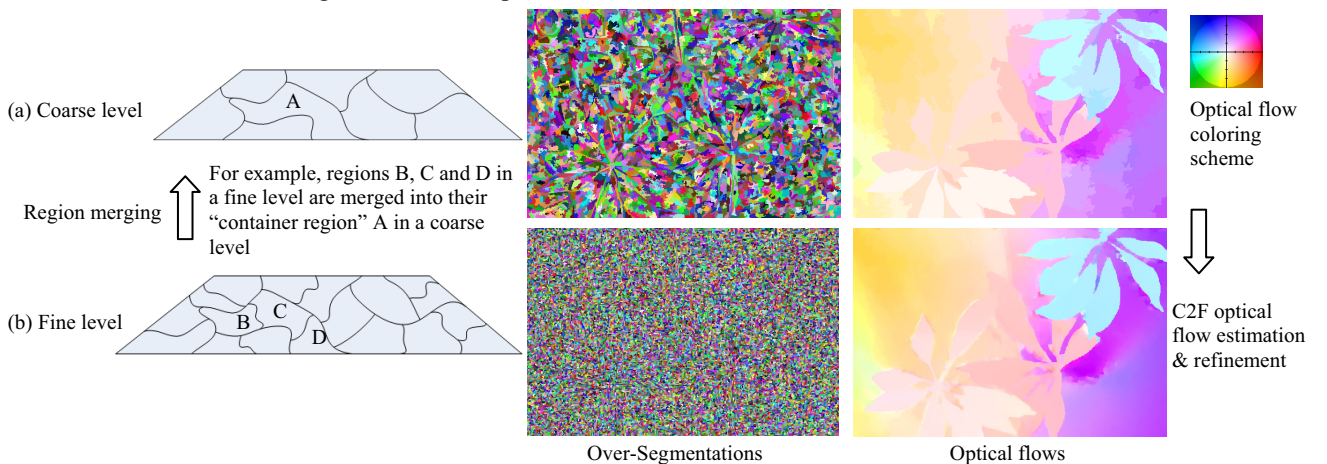 (a) Coarse level
A
Region merging
For example, regions B, C and D in
a fine level are merged into their
“container region” A in a coarse
level
(b) Fine level
B
C
D
Over-Segmentations
Optical flows
Optical flow
coloring
scheme
C2F optical
flow estimation
& refinement